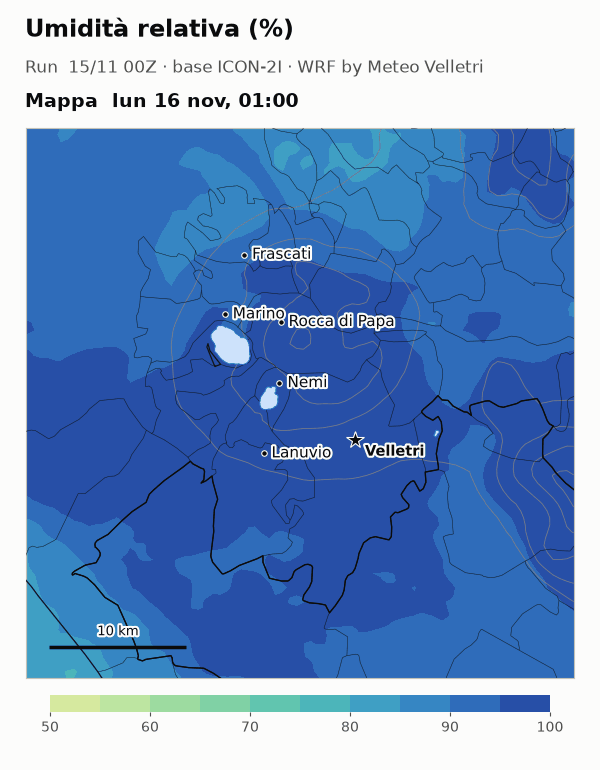 Umidità relativa (%)
Run  15/11 00Z · base ICON-2I · WRF by Meteo Velletri
Mappa  lun 16 nov, 01:00
Frascati
Marino
Rocca di Papa
Nemi
Velletri
Lanuvio
10 km
50 60 70 80 90 100